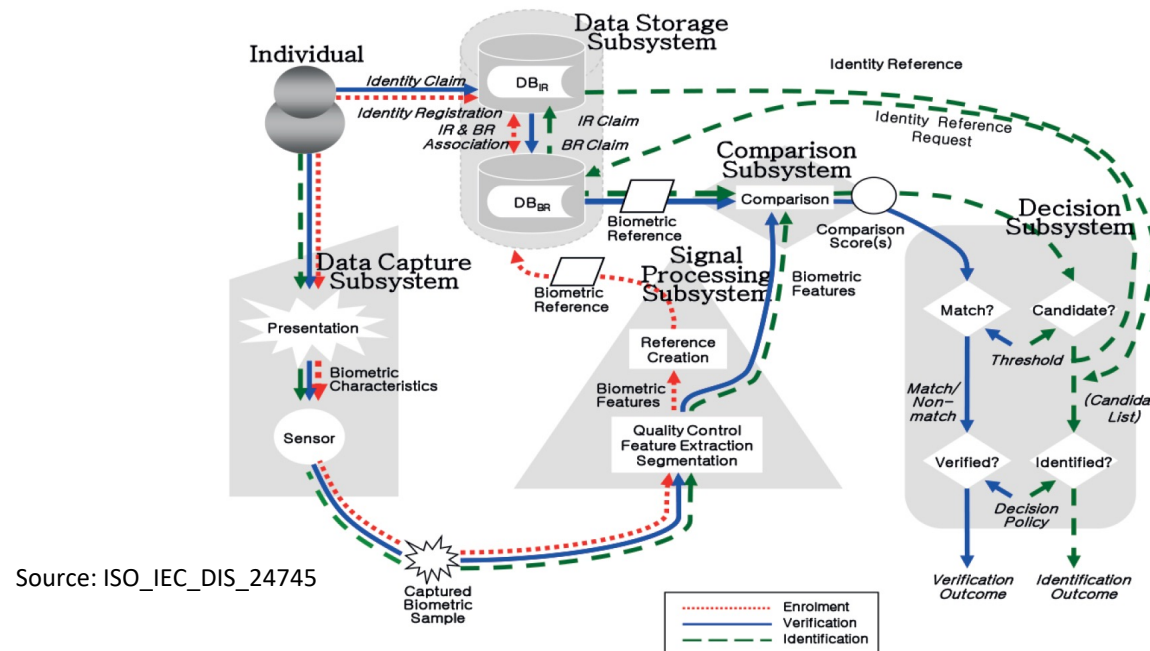 Data Storage
Subsystem
Individual
Identity Claim
DB_IR
Identity Reference
Identity Registration
IR & BR
Association
IR Claim
BR Claim
Identity Reference
Request
Comparison
Subsystem
DB_BR
Comparison
Biometric
Reference
Comparison
Score(s)
Decision
Subsystem
Data Capture
Subsystem
Signal
Processing
Subsystem
Biometric
Features
Biometric
Reference
Presentation
Match?
Candidate?
Reference
Creation
Threshold
Biometric
Characteristics
Biometric
Features
Match/
Non-
match
(Candida
List)
Sensor
Quality Control
Feature Extraction
Segmentation
Verified?
Identified?
Decision
Policy
Source: ISO_IEC_DIS_24745
Captured
Biometric
Sample
Verification
Outcome
Identification
Outcome
Enrolment
Verification
Identification